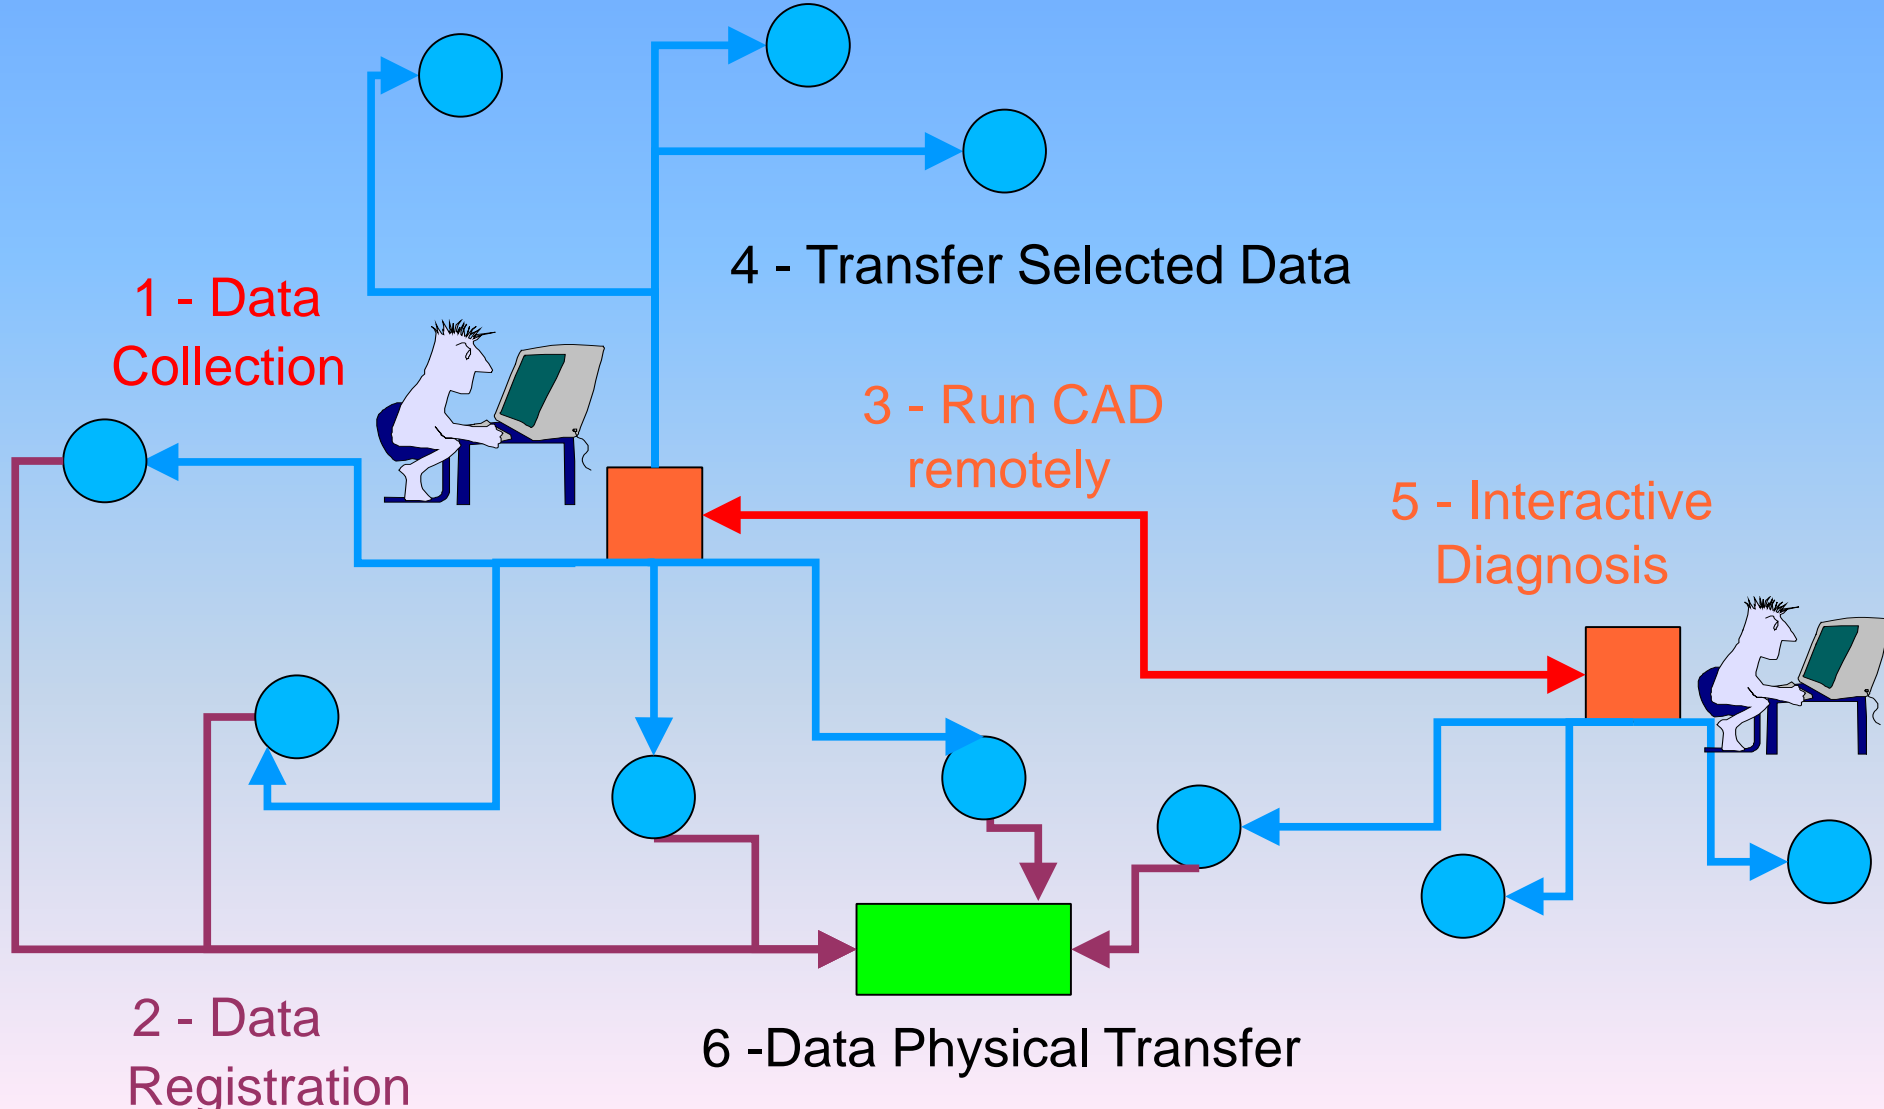 4 - Transfer Selected Data
1 - Data
Collection
3 - Run CAD
remotely
5 - Interactive
Diagnosis
2 - Data
Registration
6 -Data Physical Transfer